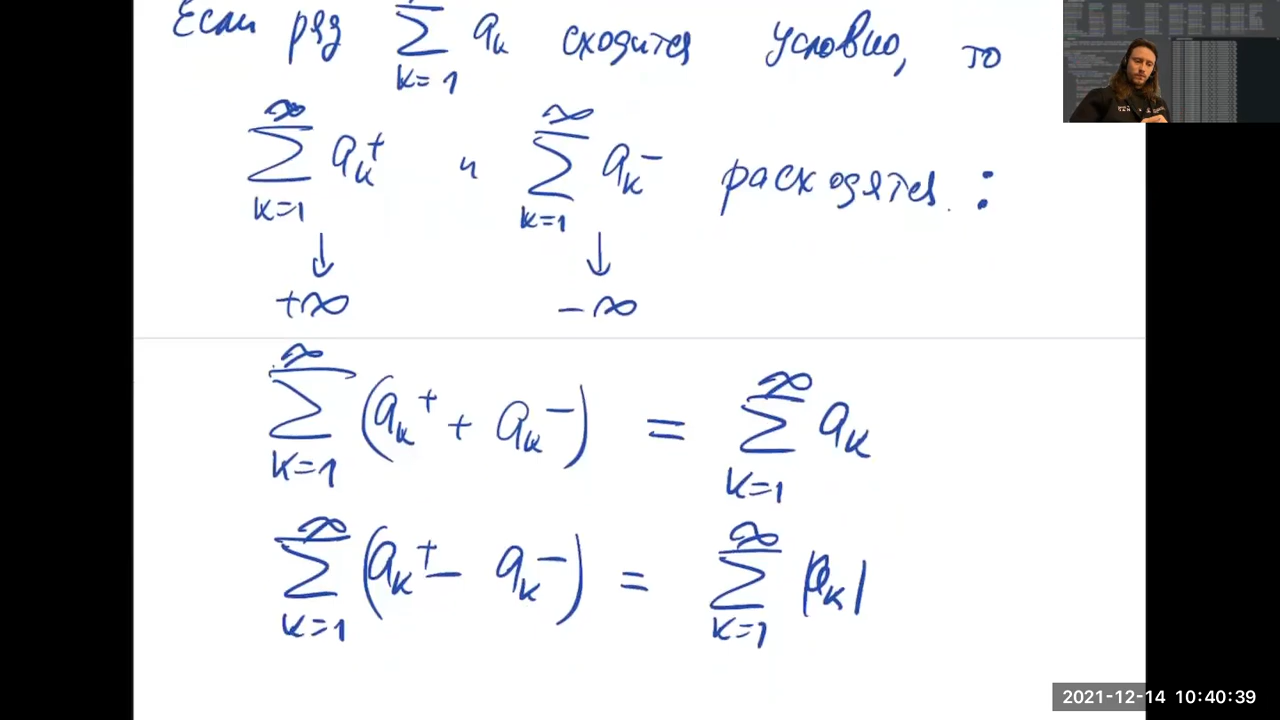 Если ряд ∑_{k=1} a_k сходится условно, то
∑_{k=1}^{∞} a_k^+ и ∑_{k=1}^{∞} a_k^- расходятся :
↓ ↓
+∞ -∞
∑_{k=1}^{∞} (a_k^+ + a_k^-) = ∑_{k=1}^{∞} a_k
∑_{k=1}^{∞} (a_k^+ - a_k^-) = ∑_{k=1}^{∞} |a_k|
2021-12-14 10:40:39